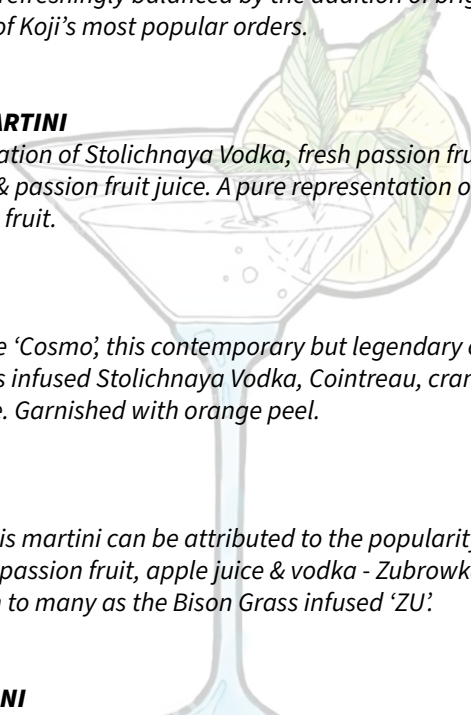 refreshingly balanced by the addition of brig
of Koji’s most popular orders.
ARTINI
ation of Stolichnaya Vodka, fresh passion fru
& passion fruit juice. A pure representation o
fruit.
e ‘Cosmo’, this contemporary but legendary
s infused Stolichnaya Vodka, Cointreau, cran
e. Garnished with orange peel.
is martini can be attributed to the popularity
passion fruit, apple juice & vodka - Zubrowk
n to many as the Bison Grass infused ‘ZU’.
NI